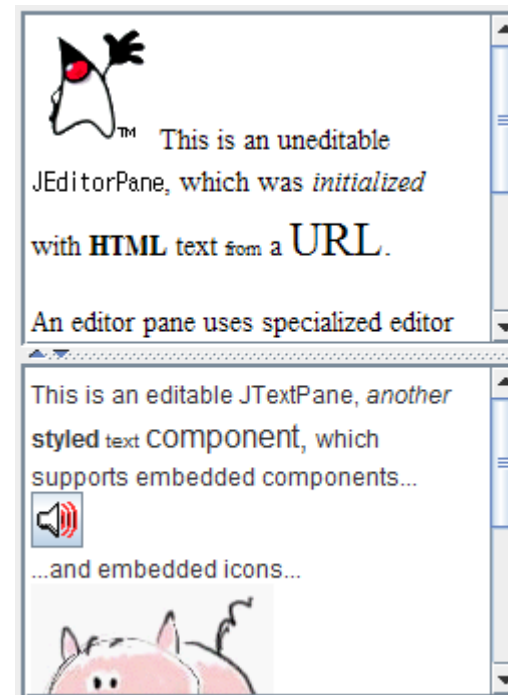 TM This is an uneditable
JEditorPane, which was initialized
with HTML text from a URL.
An editor pane uses specialized editor
This is an editable JTextPane, another
styled text component, which
supports embedded components...
...and embedded icons...